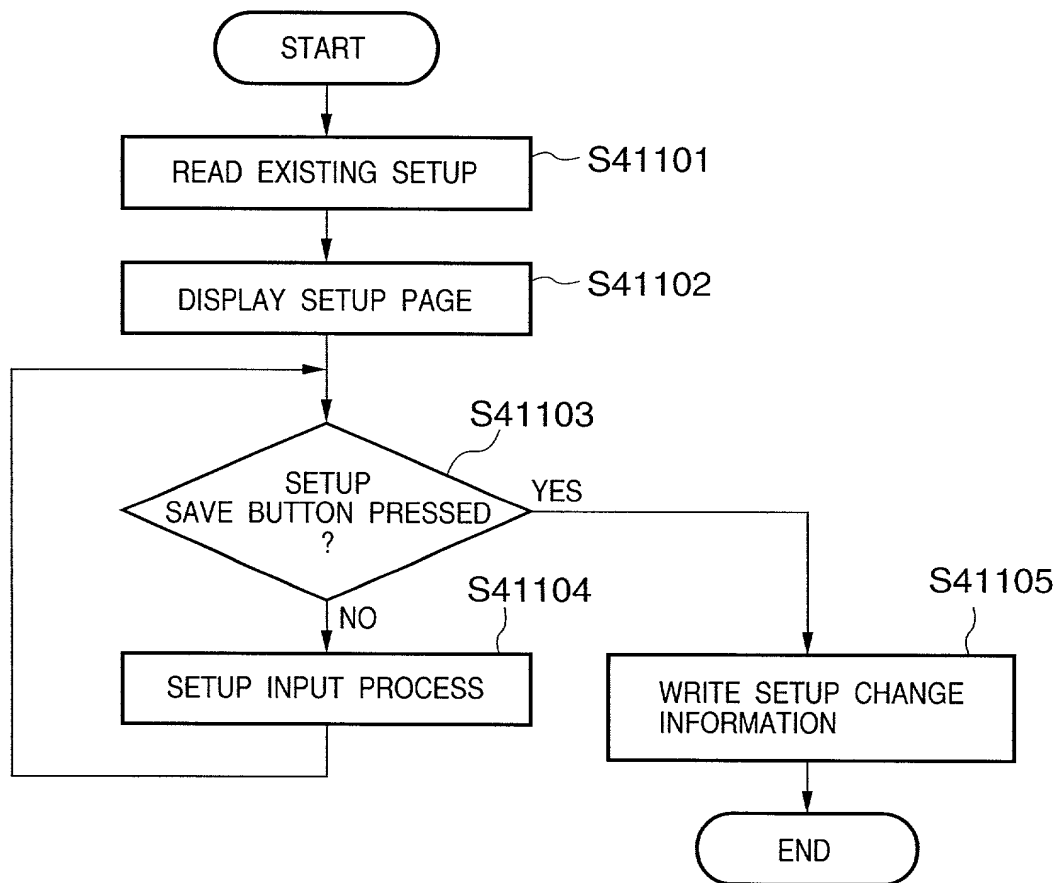 START
READ EXISTING SETUP
S41101
DISPLAY SETUP PAGE
S41102
S41103
SETUP
SAVE BUTTON PRESSED
?
YES
NO
S41104
SETUP INPUT PROCESS
S41105
WRITE SETUP CHANGE
INFORMATION
END